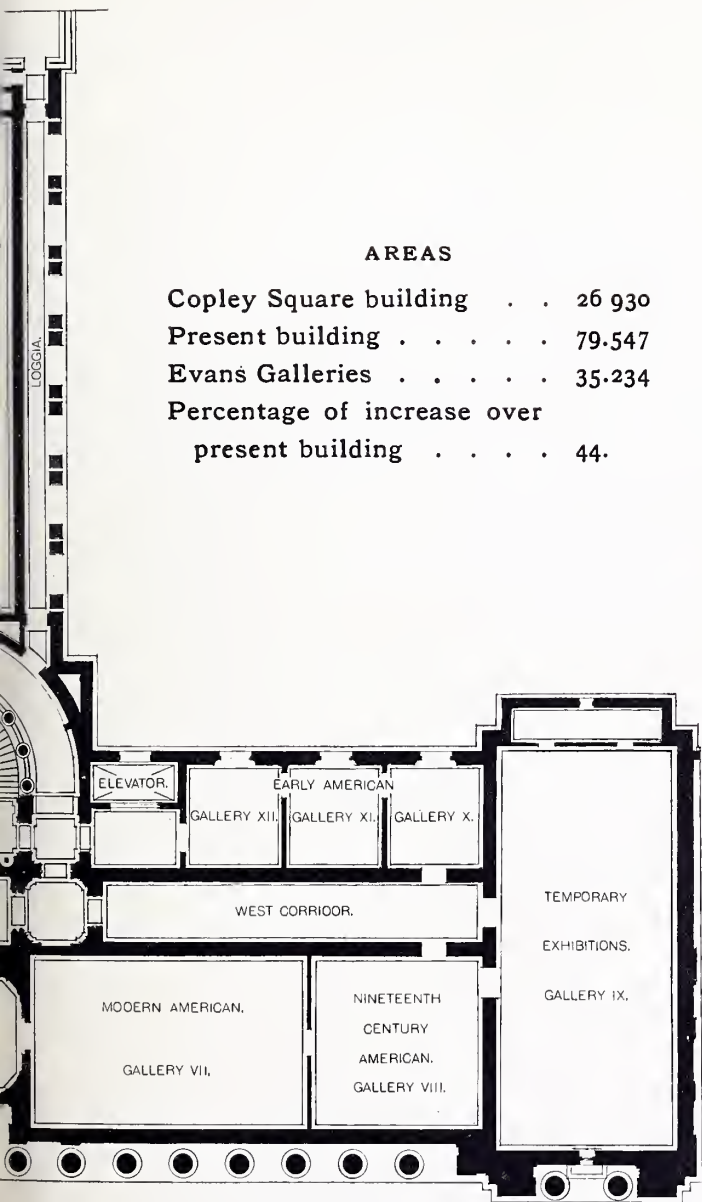 AREAS
Copley Square building . . 26 930
Present building . . . . . 79.547
Evans Galleries . . . . . 35.234
Percentage of increase over
present building . . . . 44.
LOGGIA.
ELEVATOR.
EARLY AMERICAN
GALLERY XII.
GALLERY XI.
GALLERY X.
WEST CORRIOOR.
TEMPORARY
EXHIBITIONS.
GALLERY IX.
MOOERN AMERICAN.
GALLERY VII.
NINETEENTH
CENTURY
AMERICAN.
GALLERY VIII.